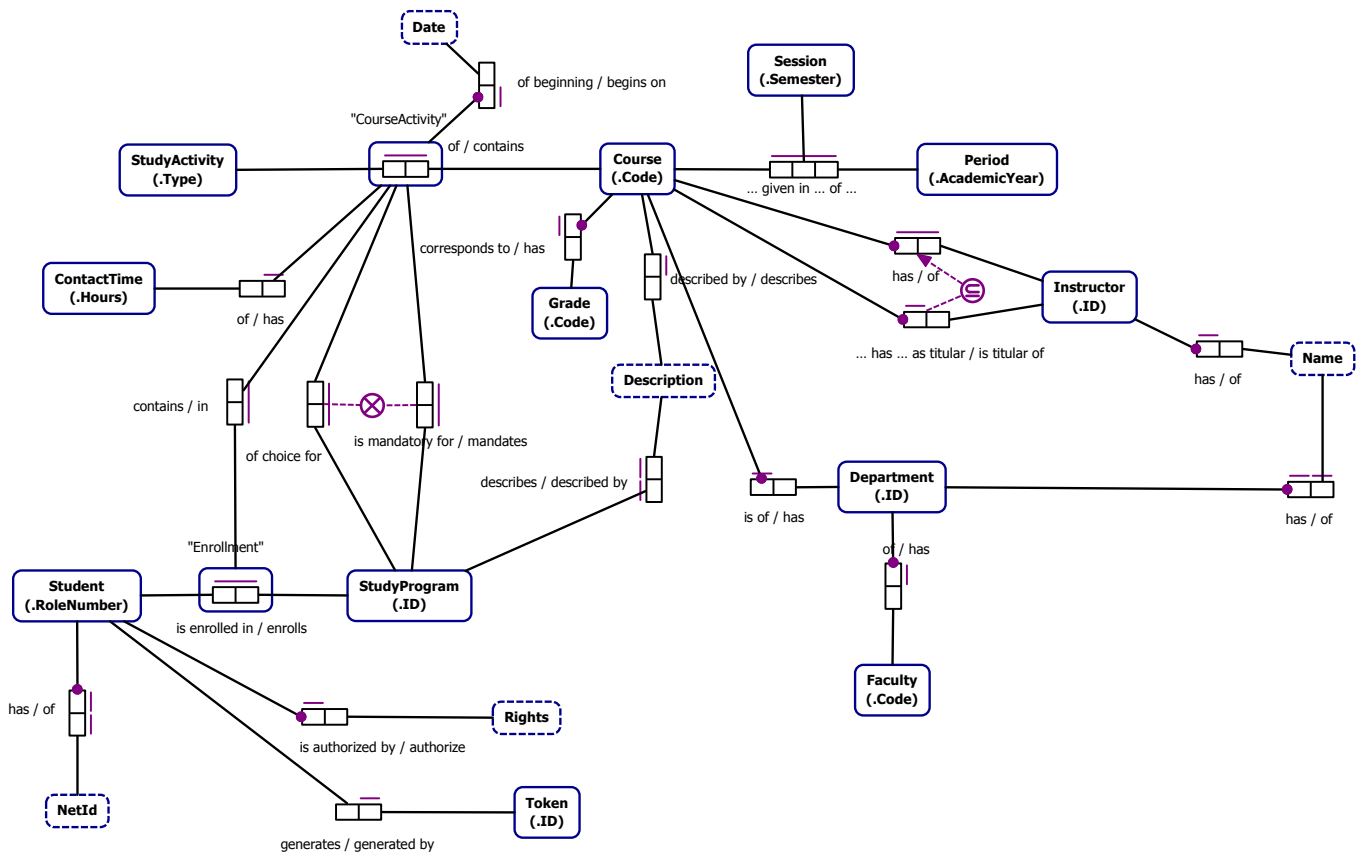 Date
of beginning / begins on
Session
(.Semester)
"CourseActivity"
of / contains
StudyActivity
(.Type)
Course
(.Code)
Period
(.AcademicYear)
... given in ... of ...
corresponds to / has
has / of
described by / describes
ContactTime
(.Hours)
of / has
Grade
(.Code)
Instructor
(.ID)
... has ... as titular / is titular of
Name
has / of
Description
contains / in
is mandatory for / mandates
of choice for
describes / described by
Department
(.ID)
is of / has
has / of
"Enrollment"
of / has
Student
(.RoleNumber)
StudyProgram
(.ID)
is enrolled in / enrolls
Faculty
(.Code)
has / of
Rights
is authorized by / authorize
NetId
Token
(.ID)
generates / generated by